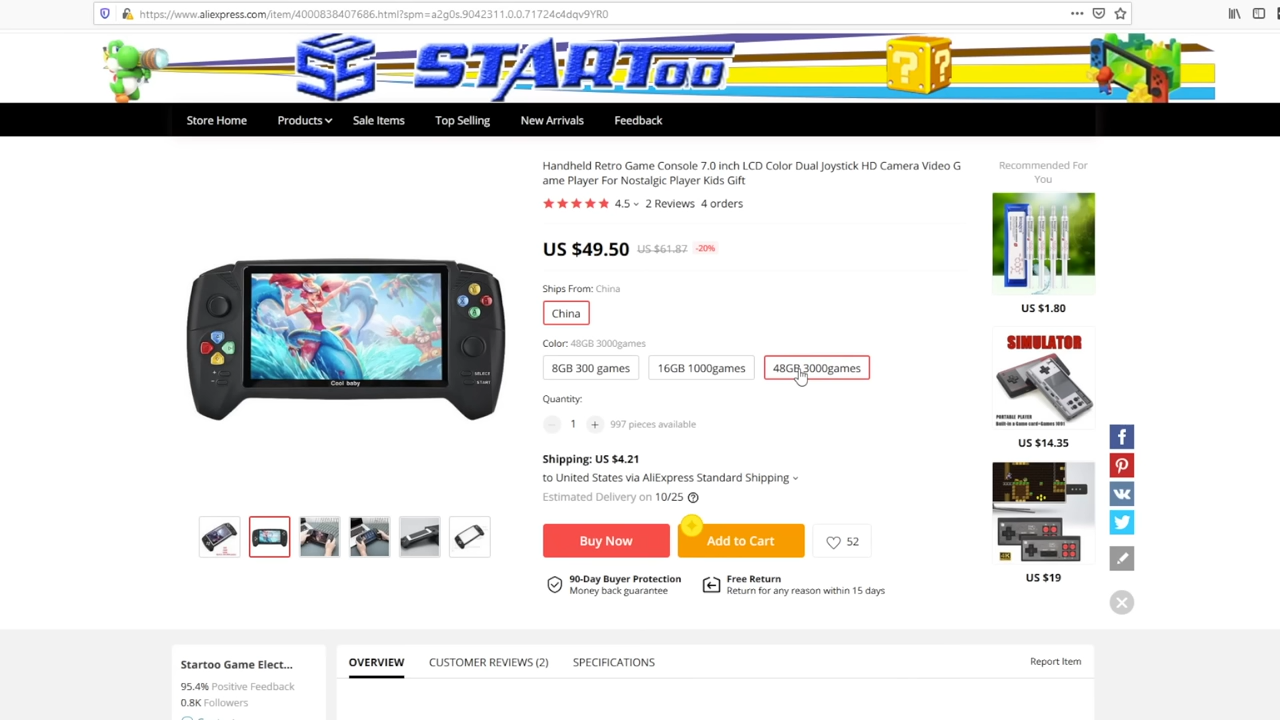 https://www.aliexpress.com/item/4000838407686.html?spm=a2g0s.9042311.0.0.71724c4dqv9YR0
STARToo
? ?
Store Home Products Sale Items Top Selling New Arrivals Feedback
Handheld Retro Game Console 7.0 inch LCD Color Dual Joystick HD Camera Video G
ame Player For Nostalgic Player Kids Gift
4.5 2 Reviews 4 orders
US $49.50 US $61.87 -20%
Ships From: China
China
Color: 48GB 3000games
8GB 300 games 16GB 1000games 48GB 3000games
Quantity:
1 + 997 pieces available
Shipping: US $4.21
to United States via AliExpress Standard Shipping
Estimated Delivery on 10/25 ?
Buy Now Add to Cart 52
90-Day Buyer Protection
Money back guarantee
Free Return
Return for any reason within 15 days
Cool baby
SELECT
START
Recommended For
You
US $1.80
SIMULATOR
PORTABLE PLAYER
US $14.35
4K
US $19
Startoo Game Elect...
95.4% Positive Feedback
0.8K Followers
OVERVIEW CUSTOMER REVIEWS (2) SPECIFICATIONS
Report Item